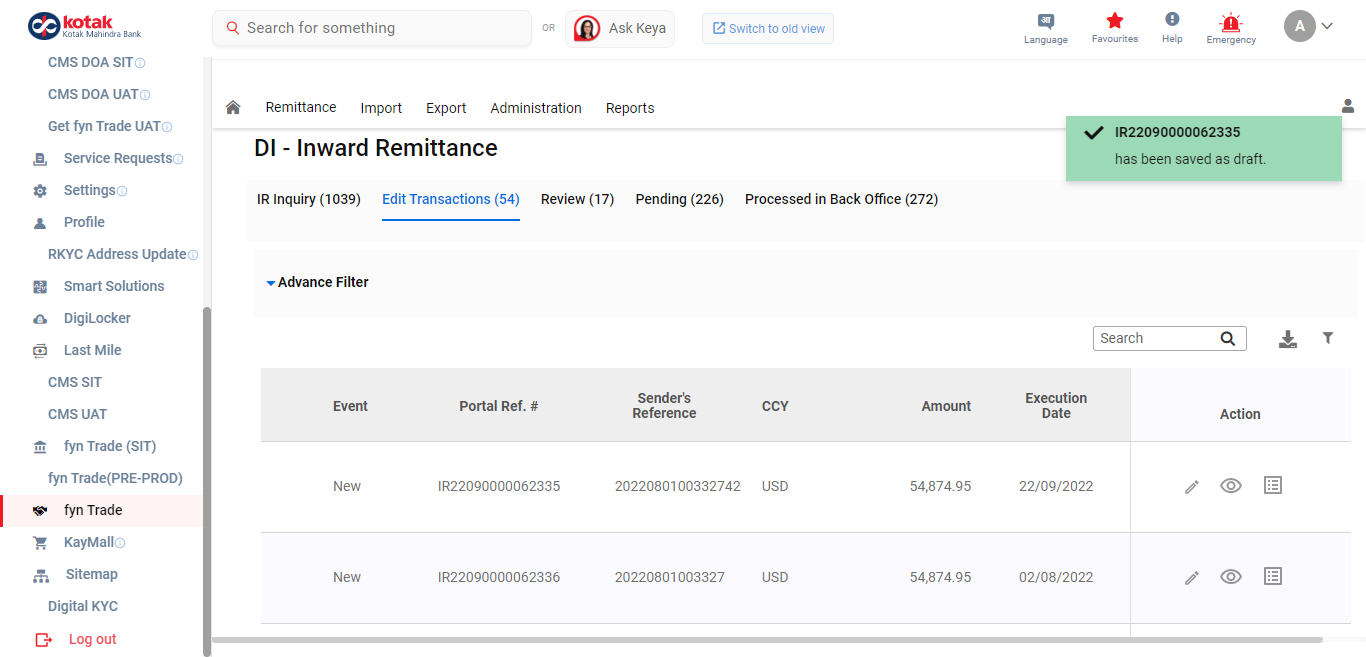 kotak
Kotak Mahindra Bank
Search for something
OR
Ask Keya
Switch to old view
Language
Favourites
Help
Emergency
A
CMS DOA SIT
CMS DOA UAT
Get fyn Trade UAT
Service Requests
Settings
Profile
RKYC Address Update
Smart Solutions
DigiLocker
Last Mile
CMS SIT
CMS UAT
fyn Trade (SIT)
fyn Trade(PRE-PROD)
fyn Trade
KayMall
Sitemap
Digital KYC
Log out
Remittance Import Export Administration Reports
IR22090000062335
has been saved as draft.
DI - Inward Remittance
IR Inquiry (1039) Edit Transactions (54) Review (17) Pending (226) Processed in Back Office (272)
Advance Filter
Search
Event Portal Ref. # Sender's Reference CCY Amount Execution Date Action
New IR22090000062335 2022080100332742 USD 54,874.95 22/09/2022
New IR22090000062336 20220801003327 USD 54,874.95 02/08/2022